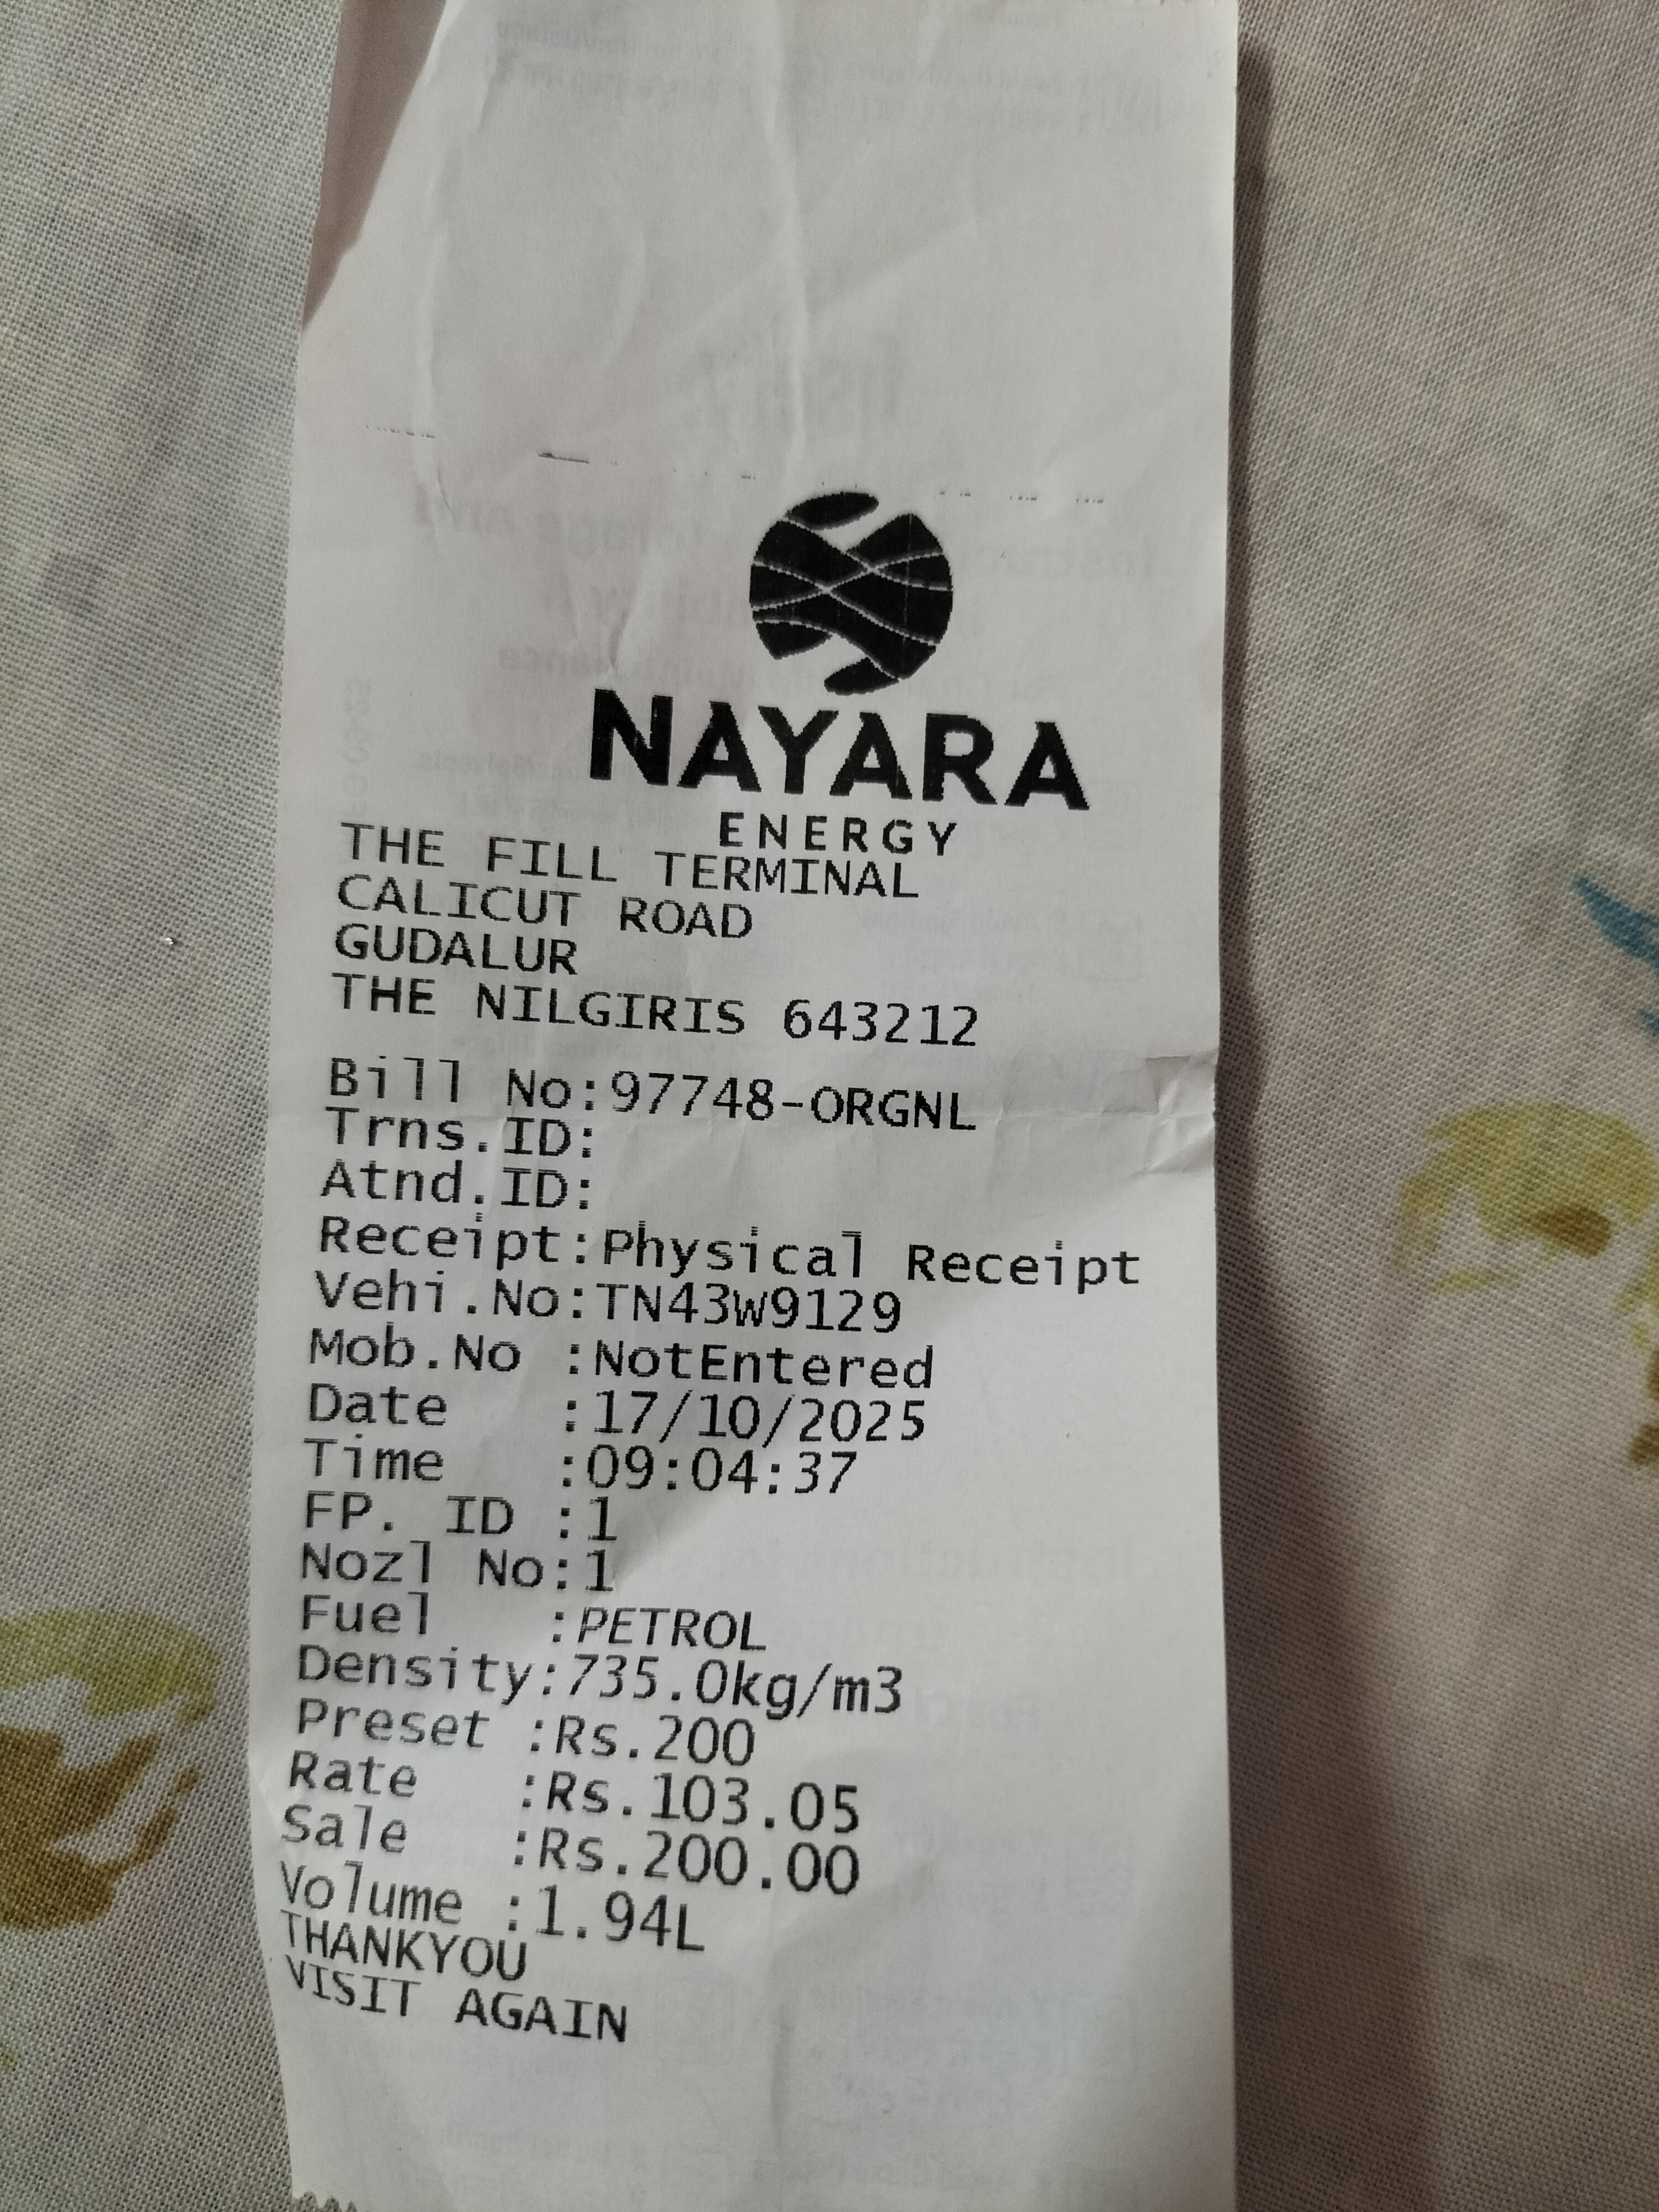 NAYARA
ENERGY
THE FILL TERMINAL
CALICUT ROAD
GUDALUR
THE NILGIRIS 643212
Bill No:97748-ORGNL
Trns.ID:
Atnd.ID:
Receipt:Physical Receipt
Vehi.No:TN43W9129
Mob.No :NotEntered
Date :17/10/2025
Time :09:04:37
FP. ID :1
Nozl No:1
Fuel :PETROL
Density:735.0kg/m3
Preset :Rs.200
Rate :Rs.103.05
Sale :Rs.200.00
Volume :1.94L
THANKYOU
VISIT AGAIN